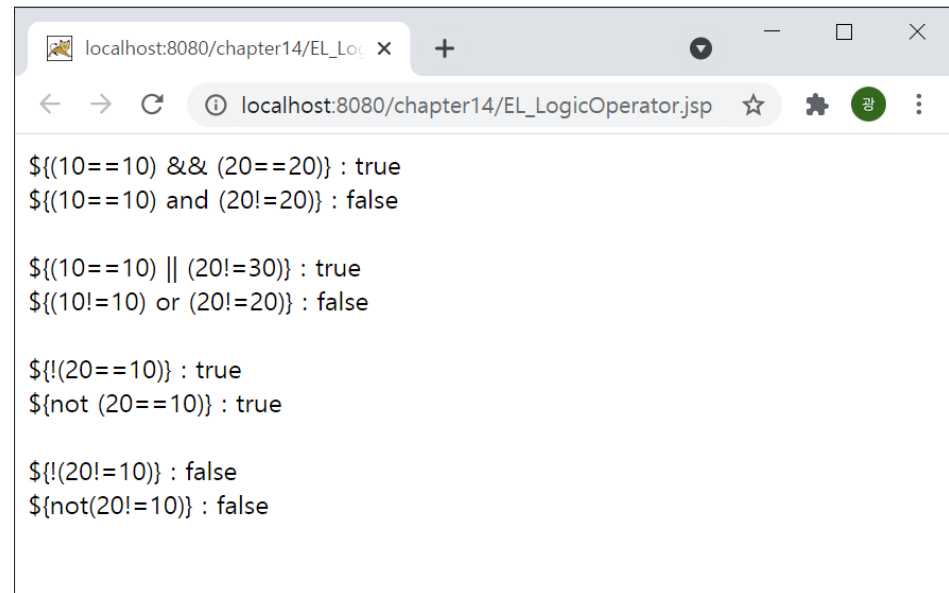 localhost:8080/chapter14/EL_Loc
localhost:8080/chapter14/EL_LogicOperator.jsp
광
${(10==10) && (20==20)} : true
${(10==10) and (20!=20)} : false
${(10==10) || (20!=30)} : true
${(10!=10) or (20!=20)} : false
${!(20==10)} : true
${not (20==10)} : true
${!(20!=10)} : false
${not(20!=10)} : false